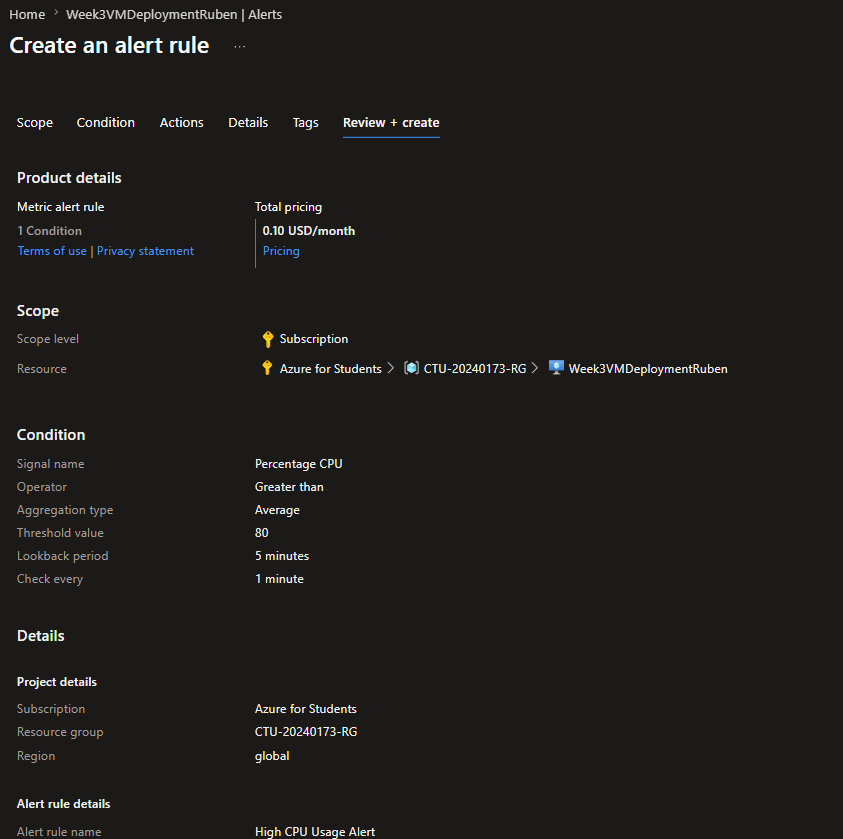 Home > Week3VMDeploymentRuben | Alerts
Create an alert rule ...
Scope Condition Actions Details Tags Review + create
Product details
Metric alert rule Total pricing
1 Condition 0.10 USD/month
Terms of use | Privacy statement Pricing
Scope
Scope level Subscription
Resource Azure for Students > CTU-20240173-RG > Week3VMDeploymentRuben
Condition
Signal name Percentage CPU
Operator Greater than
Aggregation type Average
Threshold value 80
Lookback period 5 minutes
Check every 1 minute
Details
Project details
Subscription Azure for Students
Resource group CTU-20240173-RG
Region global
Alert rule details
Alert rule name High CPU Usage Alert